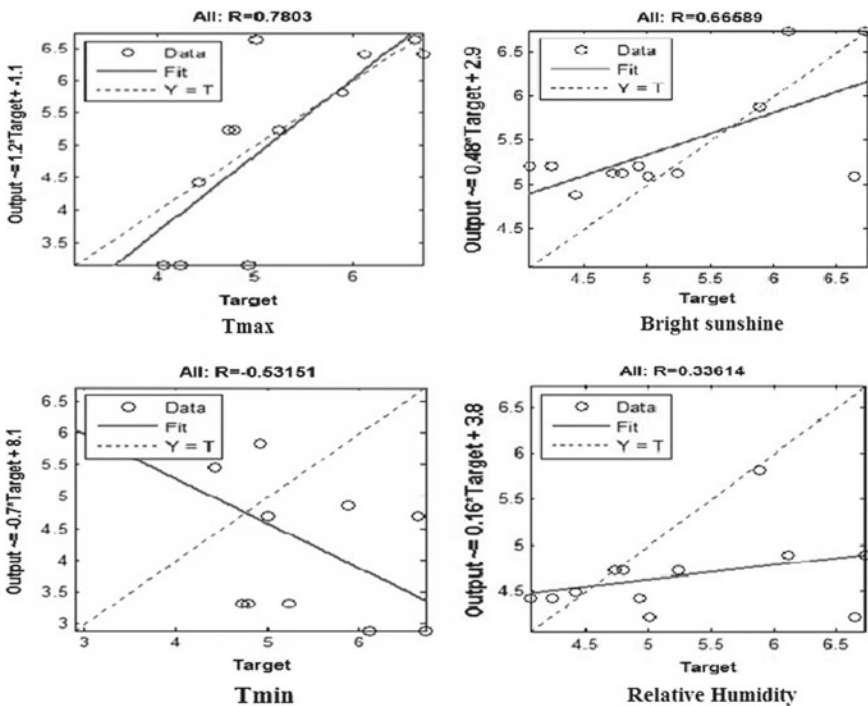 All: R=0.7803
Output ~= 1.2*Target + -1.1
6.5
6
5.5
5
4.5
4
3.5
Data
Fit
Y = T
4
5
6
Target
Tmax
All: R=0.66589
Output ~= 0.48*Target + 2.9
6.5
6
5.5
5
4.5
Data
Fit
Y = T
4.5
5
5.5
6
6.5
Target
Bright sunshine
All: R=-0.53151
Output ~= -0.7*Target + 8.1
6.5
6
5.5
5
4.5
4
3.5
3
Data
Fit
Y = T
3
4
5
6
Target
Tmin
All: R=0.33614
Output ~= 0.16*Target + 3.8
6.5
6
5.5
5
4.5
Data
Fit
Y = T
4.5
5
5.5
6
6.5
Target
Relative Humidity